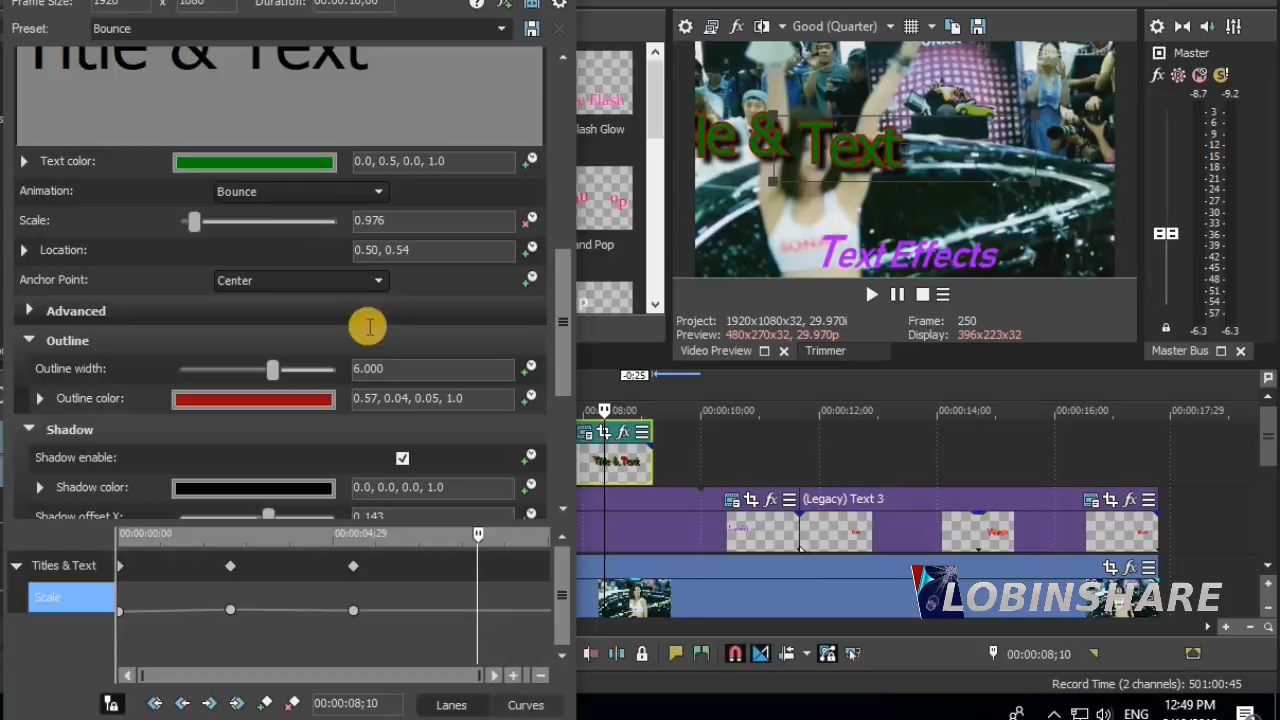 Frame Size: 1920 x 1080 Duration: 00:00:10;00
Preset: Bounce
Title & Text
Text color: 0.0, 0.5, 0.0, 1.0
Animation: Bounce
Scale: 0.976
Location: 0.50, 0.54
Anchor Point: Center
Advanced
Outline
Outline width: 6.000
Outline color: 0.57, 0.04, 0.05, 1.0
Shadow
Shadow enable:
Shadow color: 0.0, 0.0, 0.0, 1.0
Shadow offset X: 0.143
00:00:00;00 00:00:04;29
Titles & Text
Scale
00:00:08;10 Lanes Curves
Flash
lash Glow
op
and Pop
Good (Quarter)
le & Text
Text Effects
Project: 1920x1080x32, 29.970i
Frame: 250
Preview: 480x270x32, 29.970p
Display: 396x223x32
Video Preview Trimmer
Master
-8.7 -9.2
-3
-6
-9
-12
-15
-18
-21
-24
-27
-30
-33
-36
-39
-42
-45
-48
-51
-54
-57
-6.3 -6.3
Master Bus
-0:25
00:00:08;00 00:00:10;00 00:00:12;00 00:00:14;00 00:00:16;00 00:00:17;29
Title & Text
(Legacy) Text 3
LOBINSHARE
00:00:08;10
Record Time (2 channels): 501:00:45
ENG 12:49 PM